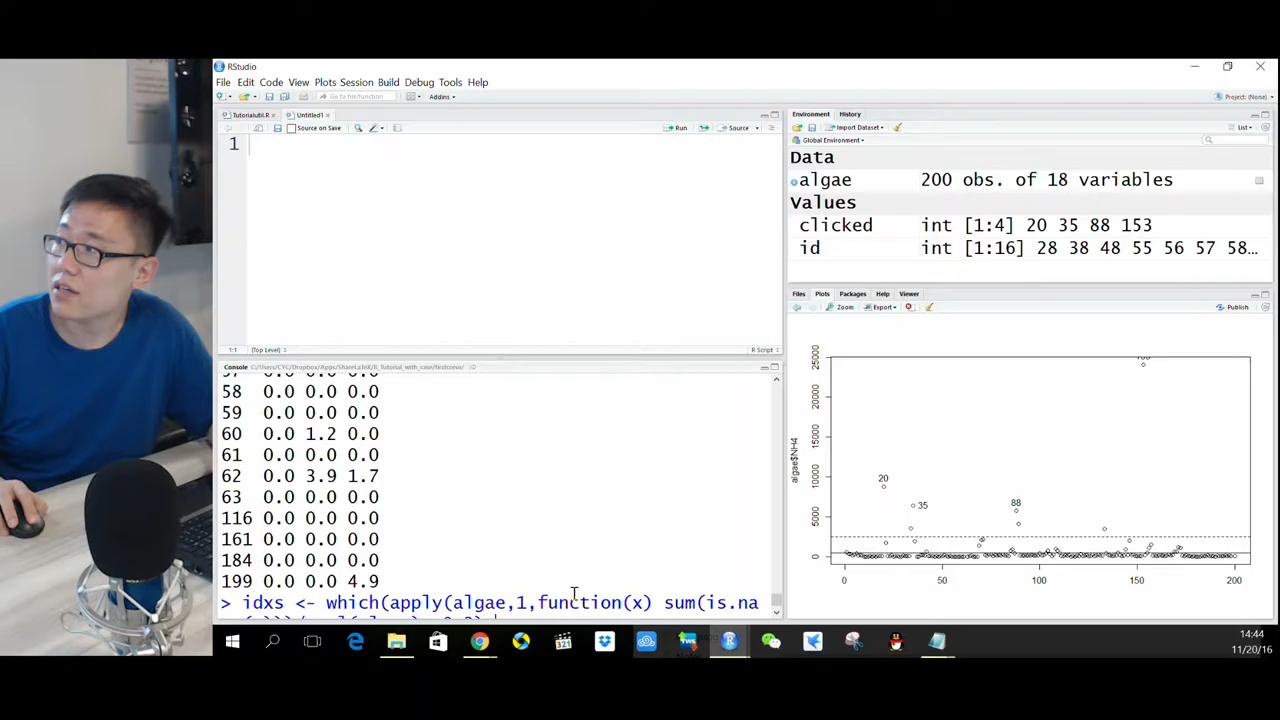 RStudio
File Edit Code View Plots Session Build Debug Tools Help
Go to file/function
Addins
Project: (None)
Tutorialutil.R
Untitled1
Source on Save
Run
Source
1
1:1
(Top Level)
R Script
Console
58 0.0 0.0 0.0
59 0.0 0.0 0.0
60 0.0 1.2 0.0
61 0.0 0.0 0.0
62 0.0 3.9 1.7
63 0.0 0.0 0.0
116 0.0 0.0 0.0
161 0.0 0.0 0.0
184 0.0 0.0 0.0
199 0.0 0.0 4.9
> idxs <- which(apply(algae,1,function(x) sum(is.na
Environment History
Import Dataset
List
Global Environment
Data
algae 200 obs. of 18 variables
Values
clicked int [1:4] 20 35 88 153
id int [1:16] 28 38 48 55 56 57 58…
Files Plots Packages Help Viewer
Zoom Export Publish
algae$NH4
25000
20000
15000
10000
5000
0
20
35
88
0 50 100 150 200
14:44
11/20/16